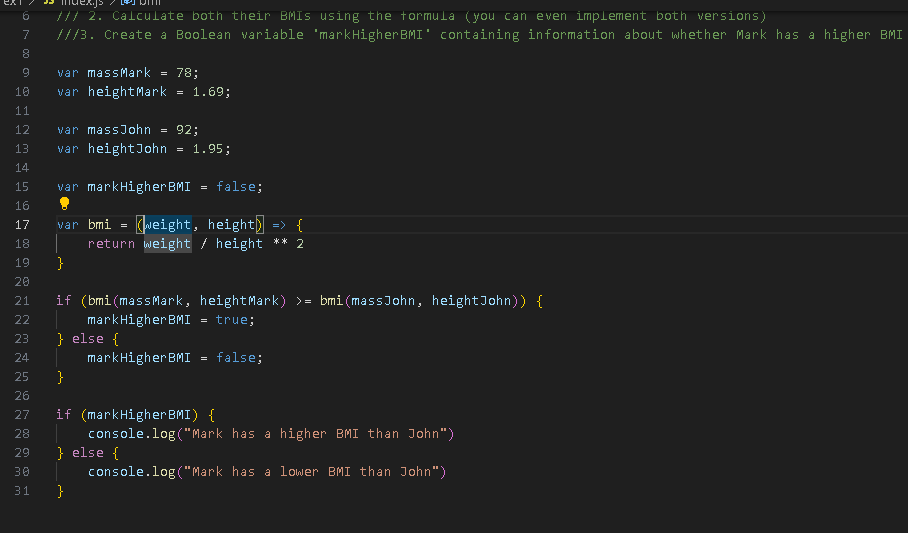 ex1 > JS index.js > bmi
6 /// 2. Calculate both their BMIs using the formula (you can even implement both versions)
7 ///3. Create a Boolean variable 'markHigherBMI' containing information about whether Mark has a higher BMI
8
9 var massMark = 78;
10 var heightMark = 1.69;
11
12 var massJohn = 92;
13 var heightJohn = 1.95;
14
15 var markHigherBMI = false;
16
17 var bmi = (weight, height) => {
18     return weight / height ** 2
19 }
20
21 if (bmi(massMark, heightMark) >= bmi(massJohn, heightJohn)) {
22     markHigherBMI = true;
23 } else {
24     markHigherBMI = false;
25 }
26
27 if (markHigherBMI) {
28     console.log("Mark has a higher BMI than John")
29 } else {
30     console.log("Mark has a lower BMI than John")
31 }